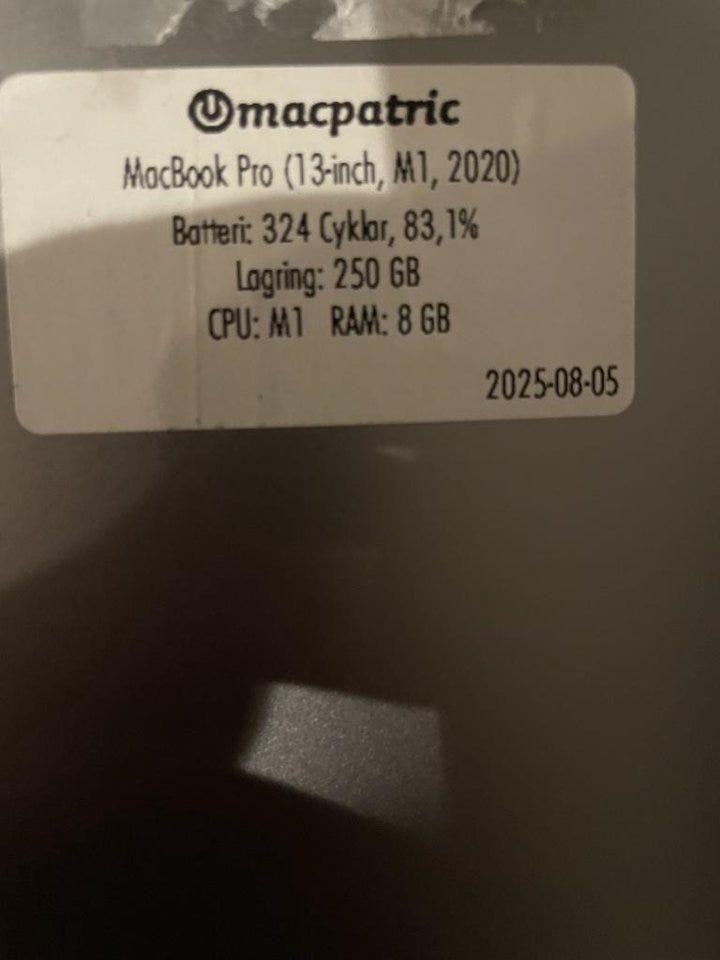 macpatric
MacBook Pro (13-inch, M1, 2020)
Batteri: 324 Cyklar, 83,1%
Lagring: 250 GB
CPU: M1 RAM: 8 GB
2025-08-05